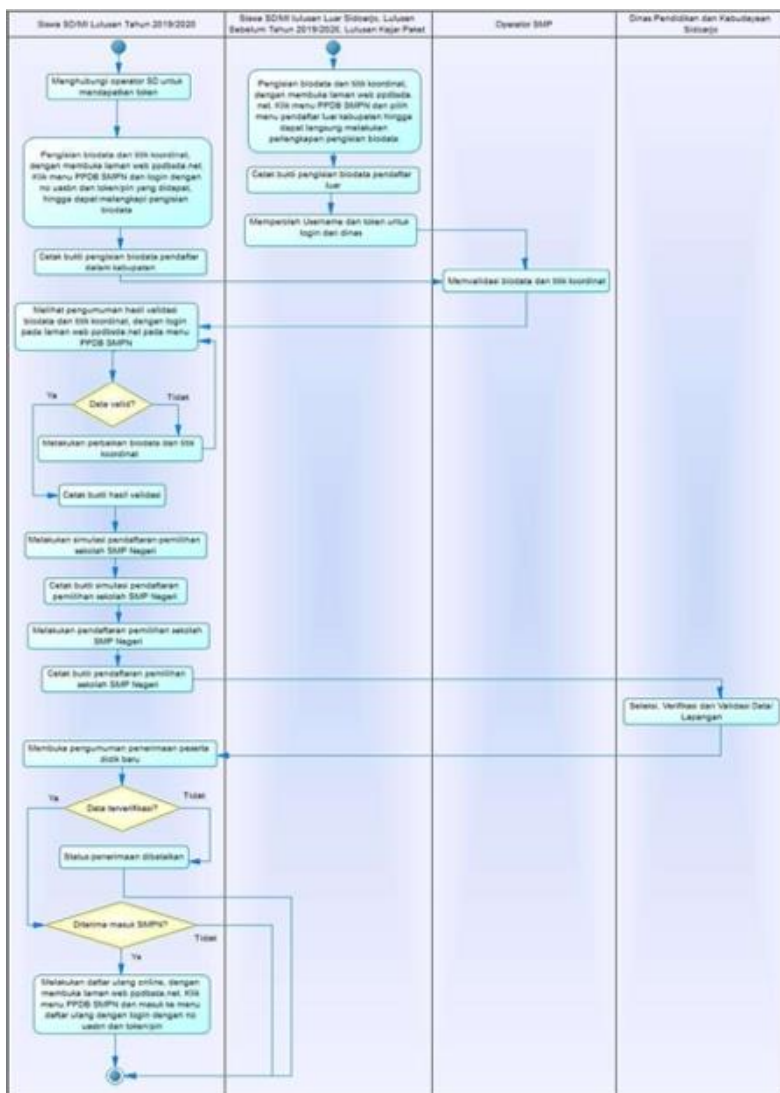 Siswa SD/MI Lulusan Tahun 2019/2020
Siswa SD/MI lulusan Luar Sidoarjo, Lulusan
Sebelum Tahun 2019/2020, Lulusan Kejar Paket
Operator SMP
Dinas Pendidikan dan Kebudayaan
Sidoarjo
Menghubungi operator SD untuk
mendapatkan token
Pengisian biodata dan titik koordinat,
dengan membuka laman web ppdbsda.net.
Klik menu PPDB SMPN dan login dengan
no uasbn dan token/pin yang didapat,
hingga dapat melengkapi pengisian
biodata
Cetak bukti pengisian biodata pendaftar
dalam kabupaten
Pengisian biodata dan titik koordinat,
dengan membuka laman web ppdbsda.
net. Klik menu PPDB SMPN dan pilih
menu pendaftar luar kabupaten hingga
dapat langsung melakukan
perlengkapan pengisian biodata
Cetak bukti pengisian biodata pendaftar
luar
Memperoleh Username dan token untuk
login dari dinas
Memvalidasi biodata dan titik koordinat
Melihat pengumuman hasil validasi
biodata dan titik koordinat, dengan login
pada laman web ppdbsda.net pada menu
PPDB SMPN
Ya
Data valid?
Tidak
Melakukan perbaikan biodata dan titik
koordinat
Cetak bukti hasil validasi
Melakukan simulasi pendaftaran pemilihan
sekolah SMP Negeri
Cetak bukti simulasi pendaftaran
pemilihan sekolah SMP Negeri
Melakukan pendaftaran pemilihan sekolah
SMP Negeri
Cetak bukti pendaftaran pemilihan
sekolah SMP Negeri
Seleksi, Verifikasi dan Validasi Data/
Lapangan
Membuka pengumuman penerimaan peserta
didik baru
Ya
Data terverifikasi?
Tidak
Status penerimaan dibatalkan
Diterima masuk SMPN?
Tidak
Ya
Melakukan daftar ulang online, dengan
membuka laman web ppdbsda.net. Klik
menu PPDB SMPN dan masuk ke menu
daftar ulang dengan login dengan no
uasbn dan token/pin